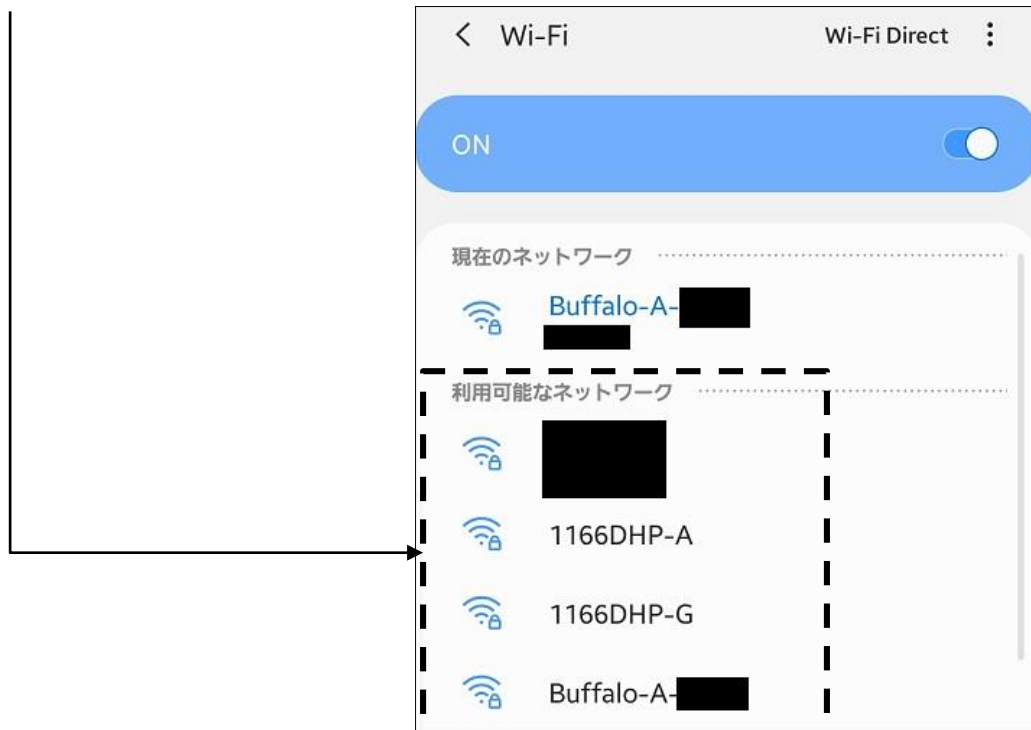 Wi-Fi
Wi-Fi Direct
ON
現在のネットワーク
Buffalo-A-
利用可能なネットワーク
1166DHP-A
1166DHP-G
Buffalo-A-